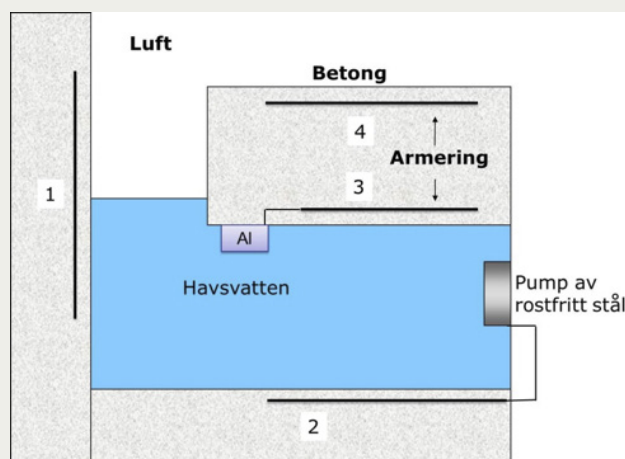 Luft
Betong
4
Armering
1
3
Al
Havsvatten
Pump av
rostfritt stål
2